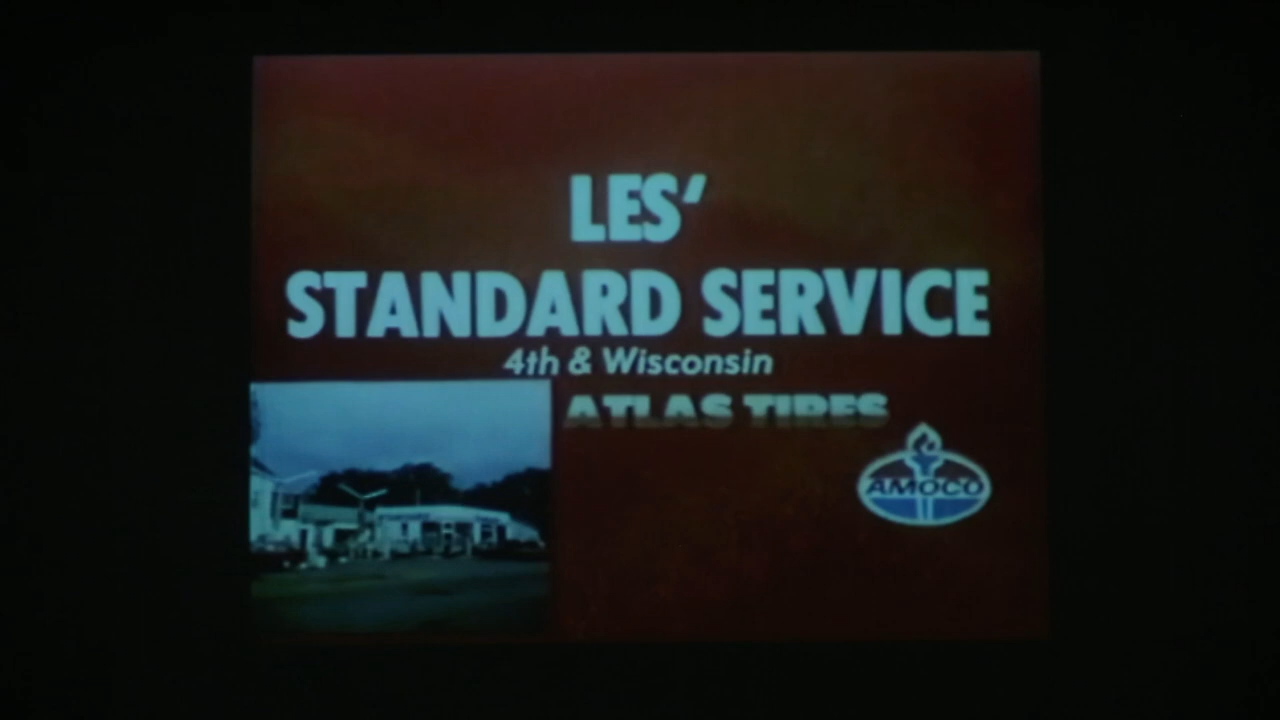 LES'
STANDARD SERVICE
4th & Wisconsin
ATLAS TIRES
AMOCO